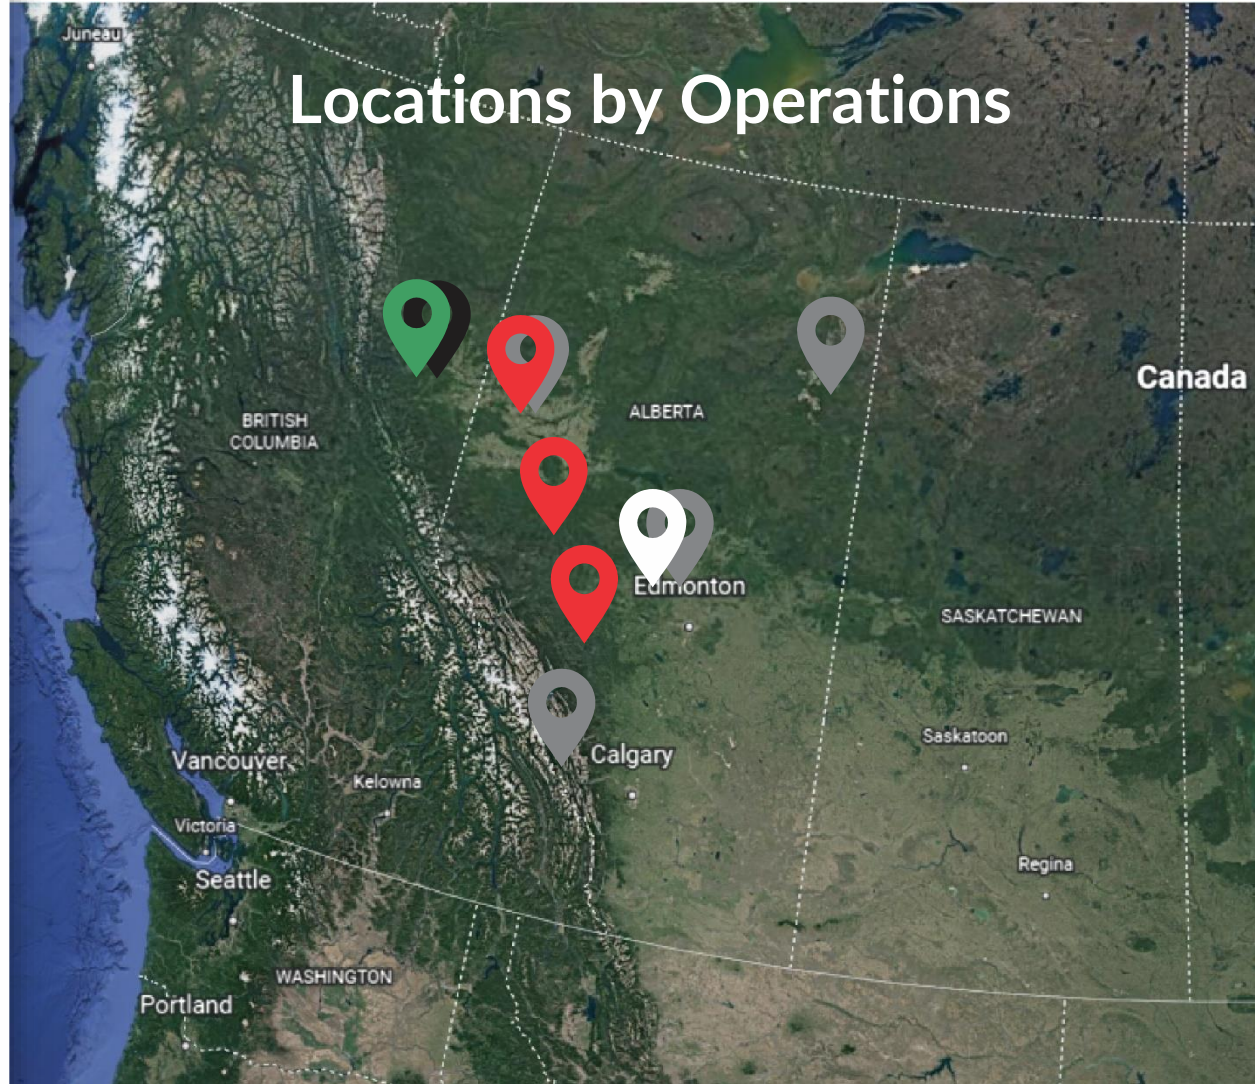 Juneau
Locations by Operations
Canada
BRITISH
COLUMBIA
ALBERTA
Edmonton
SASKATCHEWAN
Saskatoon
Vancouver
Calgary
Kelowna
Victoria
Regina
Seattle
WASHINGTON
Portland